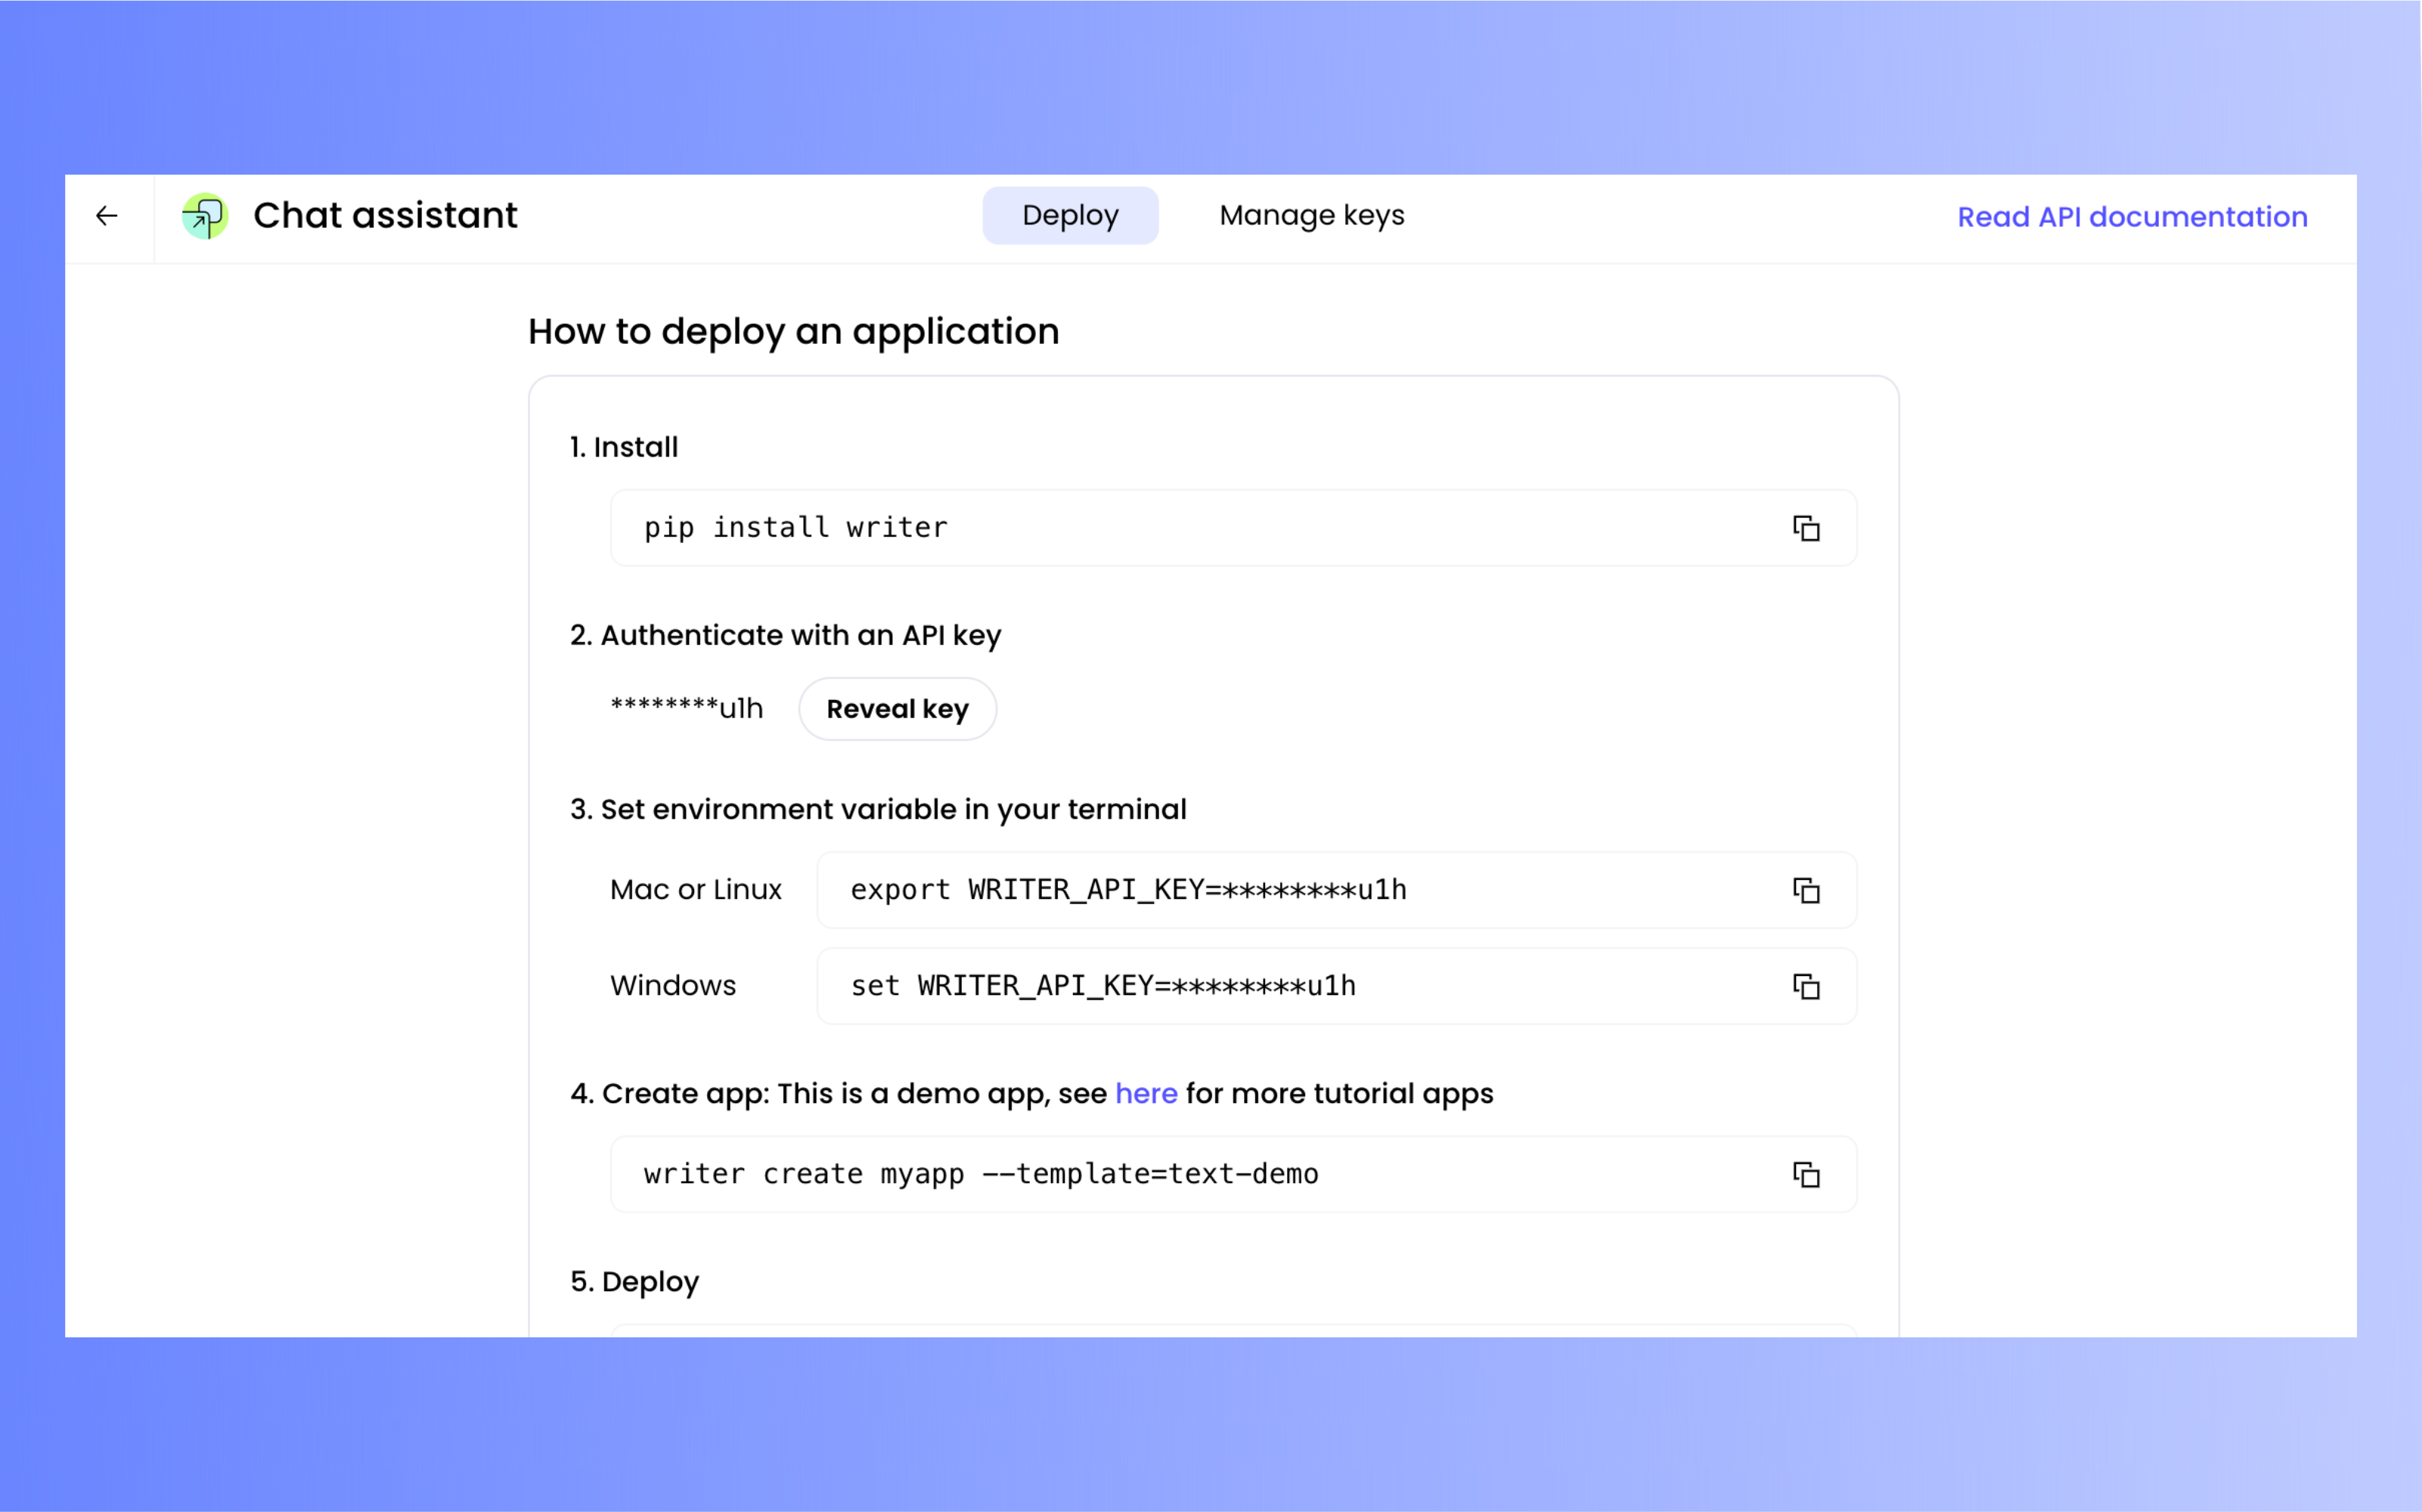 Chat assistant
Deploy
Manage keys
Read API documentation
How to deploy an application
1. Install
pip install writer
2. Authenticate with an API key
********u1h
Reveal key
3. Set environment variable in your terminal
Mac or Linux
export WRITER_API_KEY=********u1h
Windows
set WRITER_API_KEY=********u1h
4. Create app: This is a demo app, see here for more tutorial apps
writer create myapp --template=text-demo
5. Deploy